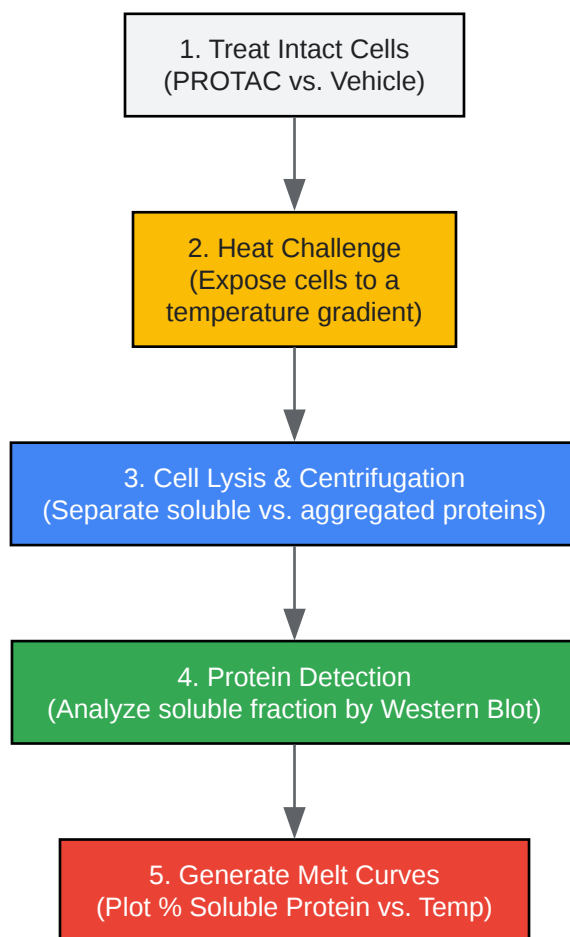 1. Treat Intact Cells
(PROTAC vs. Vehicle)
2. Heat Challenge
(Expose cells to a
temperature gradient)
3. Cell Lysis & Centrifugation
(Separate soluble vs. aggregated proteins)
4. Protein Detection
(Analyze soluble fraction by Western Blot)
5. Generate Melt Curves
(Plot % Soluble Protein vs. Temp)